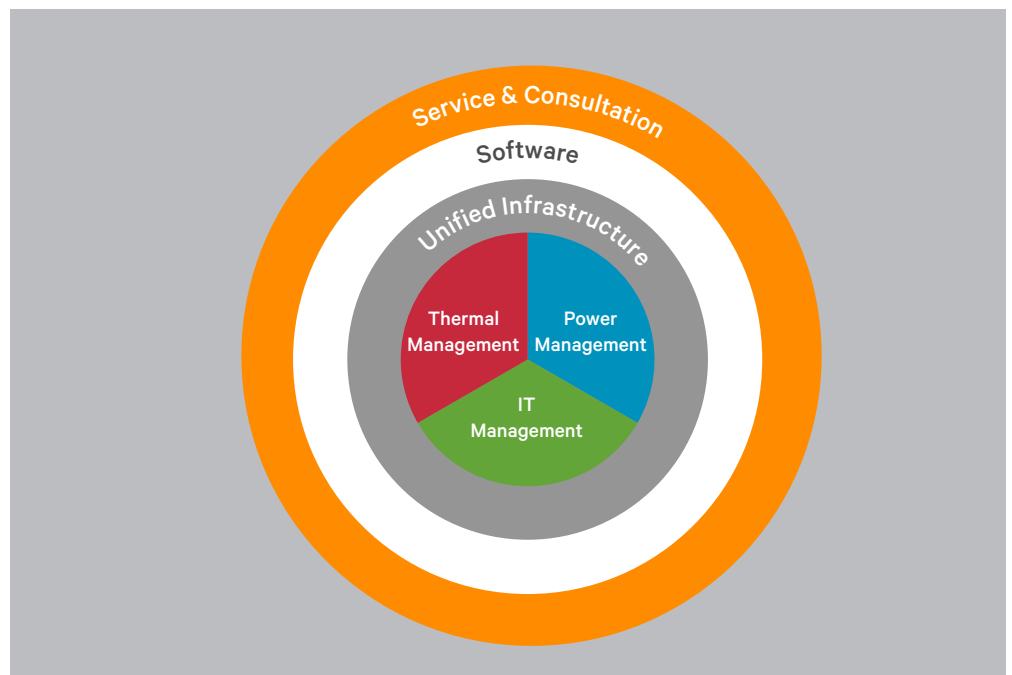 Service & Consultation
Software
Unified Infrastructure
Thermal
Management
Power
Management
IT
Management